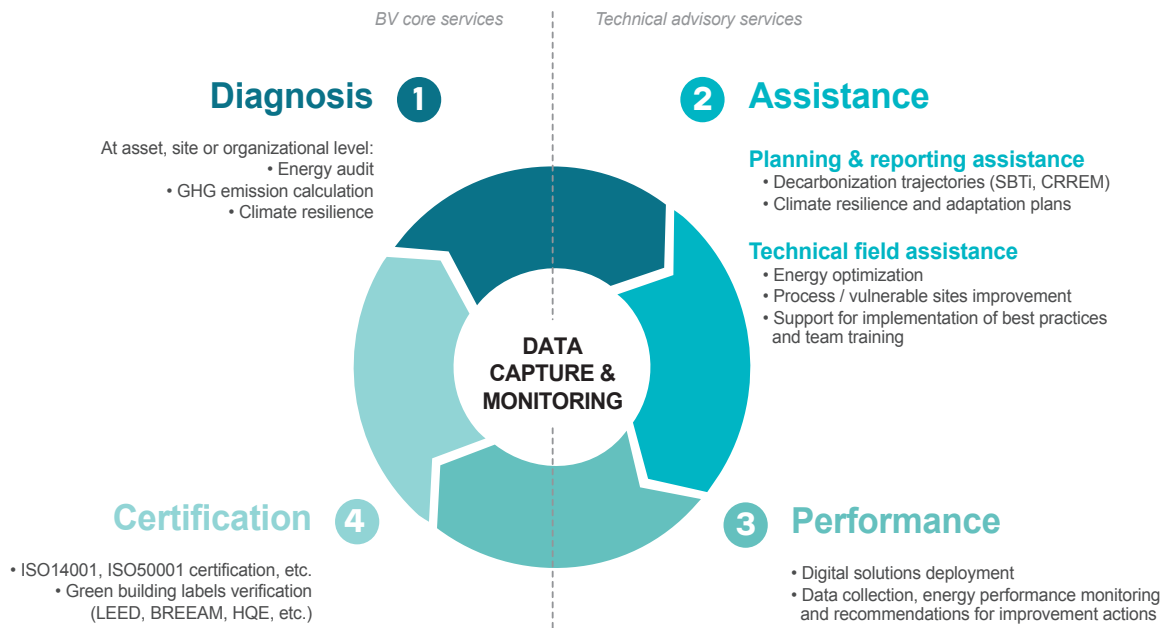 BV core services
Technical advisory services
Diagnosis
1
At asset, site or organizational level:
• Energy audit
• GHG emission calculation
• Climate resilience
2
Assistance
Planning & reporting assistance
• Decarbonization trajectories (SBTi, CRREM)
• Climate resilience and adaptation plans
Technical field assistance
• Energy optimization
• Process / vulnerable sites improvement
• Support for implementation of best practices
and team training
DATA
CAPTURE &
MONITORING
3
Performance
• Digital solutions deployment
• Data collection, energy performance monitoring
and recommendations for improvement actions
Certification
4
• ISO14001, ISO50001 certification, etc.
• Green building labels verification
(LEED, BREEAM, HQE, etc.)